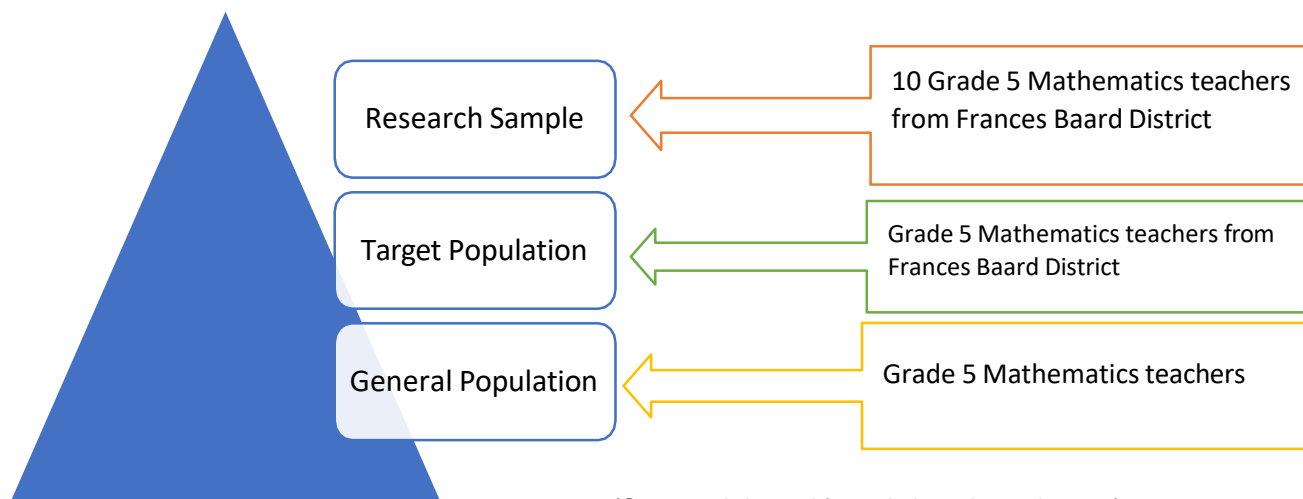 Research Sample
10 Grade 5 Mathematics teachers
from Frances Baard District
Target Population
Grade 5 Mathematics teachers from
Frances Baard District
General Population
Grade 5 Mathematics teachers